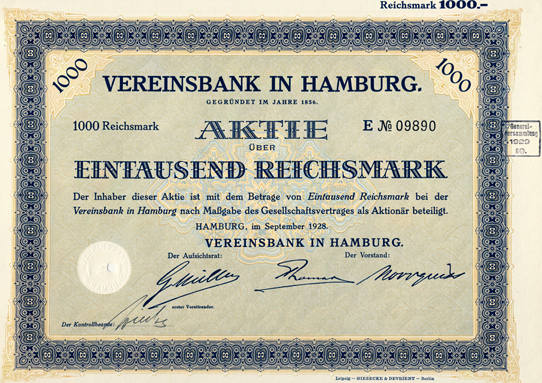 Reichsmark 1000.—
1000
1000
VEREINSBANK IN HAMBURG.
GEGRÜNDET IM JAHRE 1856.
1000 Reichsmark
AKTIE
E № 09890
ÜBER
EINTAUSEND REICHSMARK
Der Inhaber dieser Aktie ist mit dem Betrage von Eintausend Reichsmark bei der
Vereinsbank in Hamburg nach Maßgabe des Gesellschaftsvertrages als Aktionär beteiligt.
HAMBURG, im September 1928.
VEREINSBANK IN HAMBURG.
Der Aufsichtsrat:
Der Vorstand:
erster Vorsitzender.
Der Kontrollbeamte:
General-
versammlung
1929
Leipzig — GIESECKE & DEVRIENT — Berlin